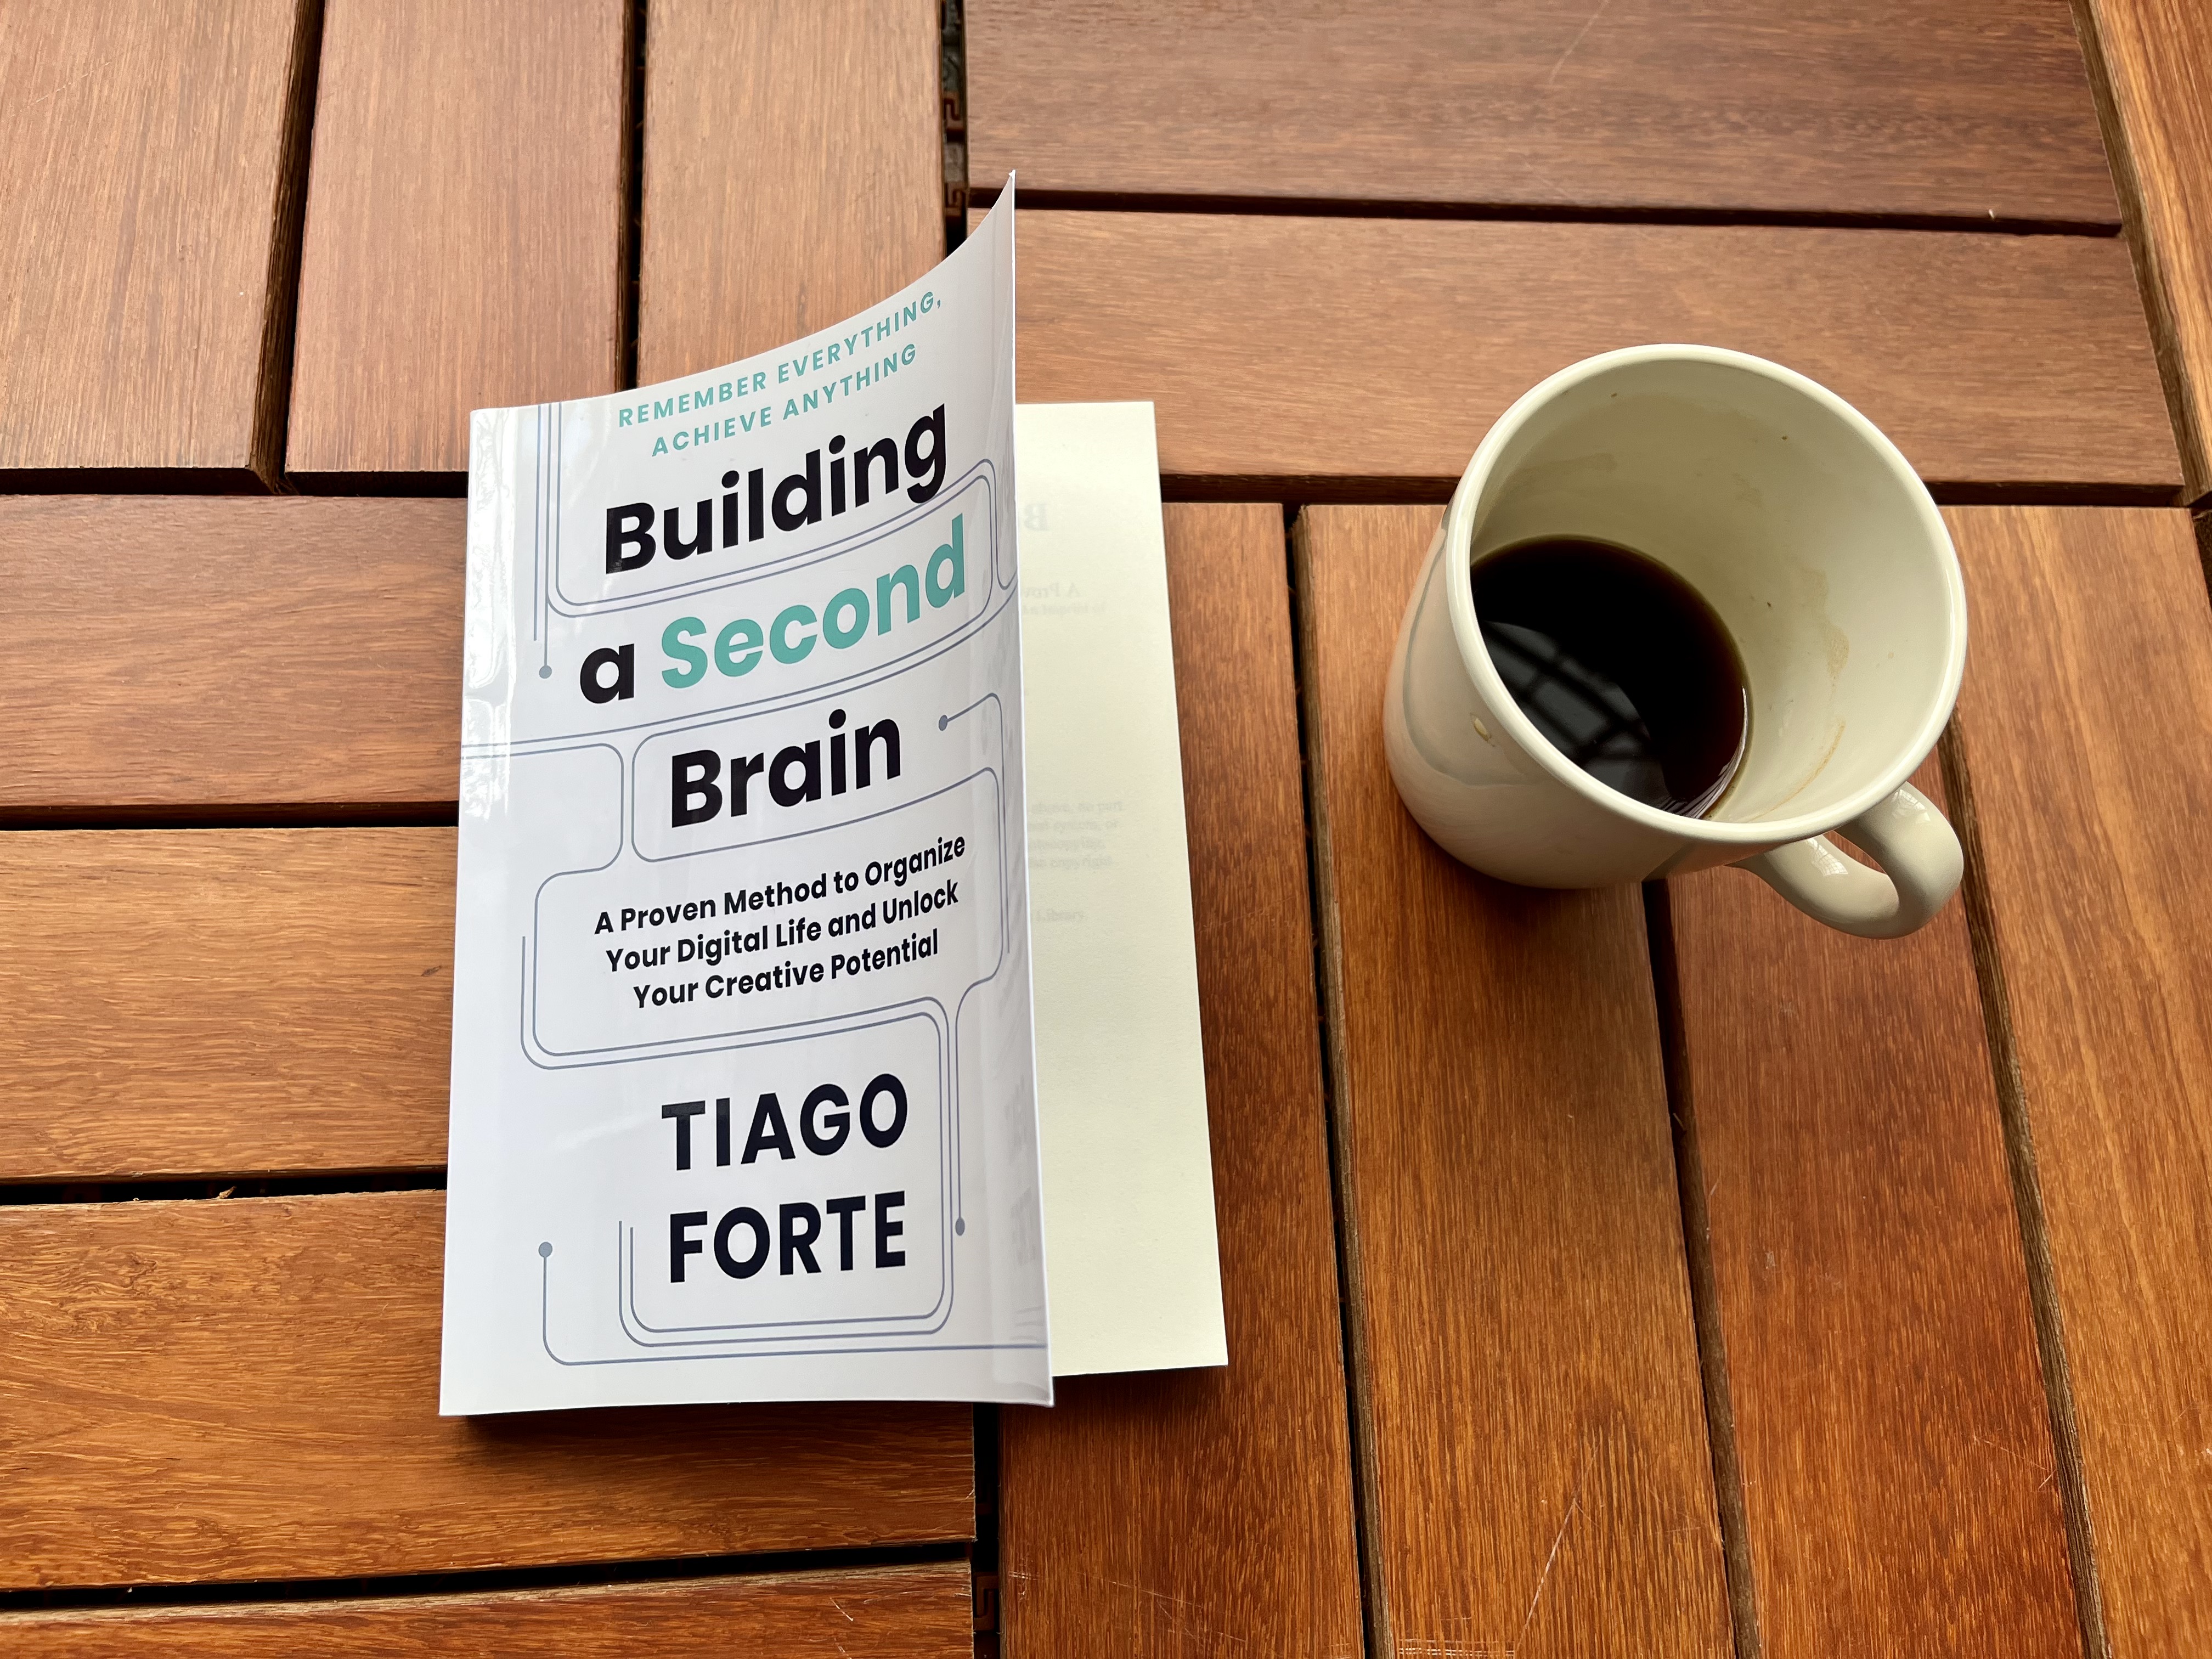 REMEMBER EVERYTHING,
ACHIEVE ANYTHING
Building
a Second
Brain
A Proven Method to Organize
Your Digital Life and Unlock
Your Creative Potential
TIAGO
FORTE